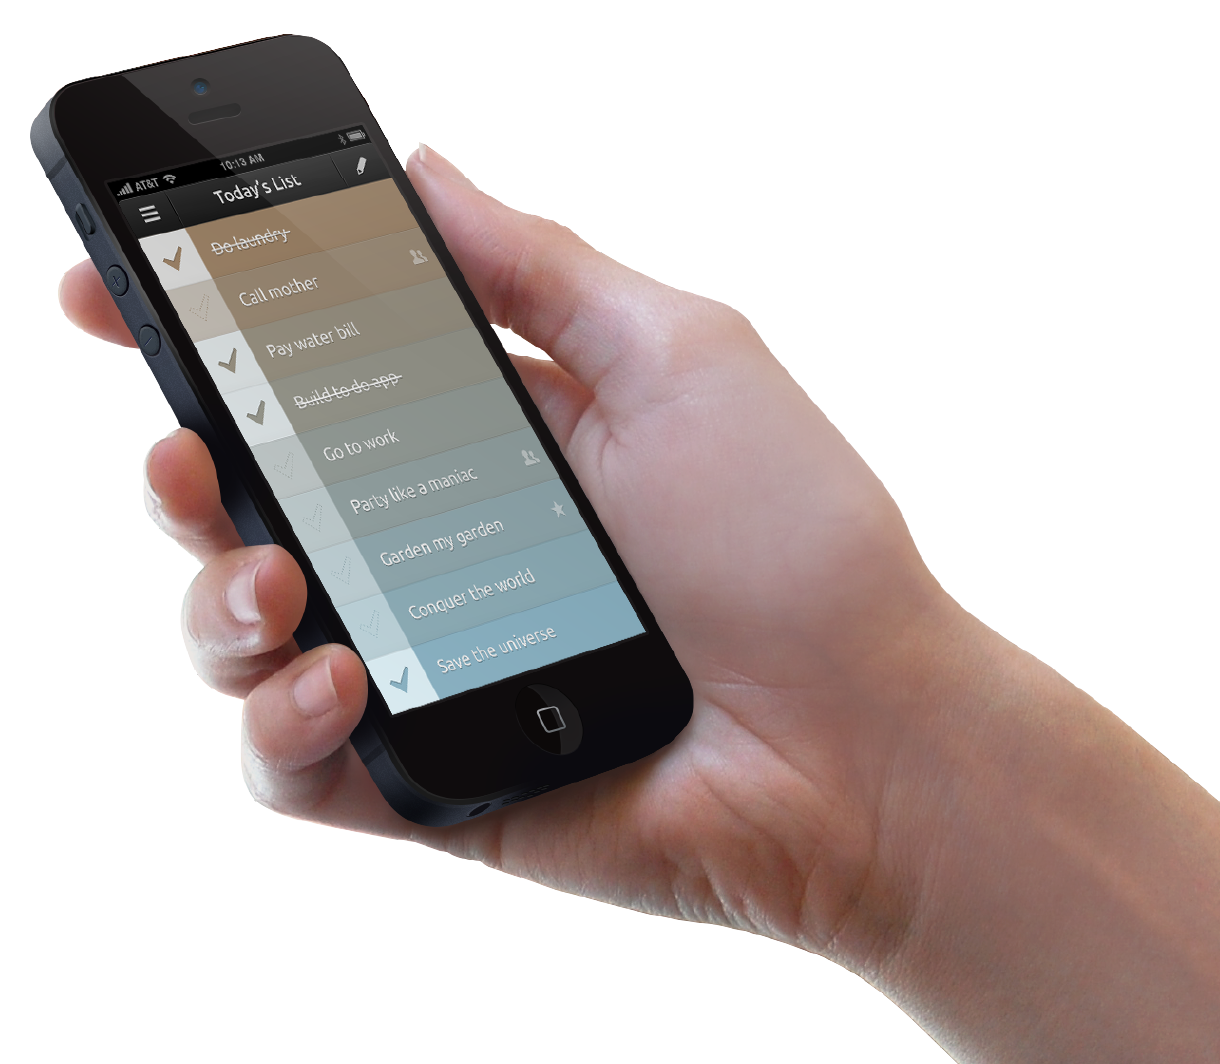 AT&T 10:13 AM
Today's List
Do laundry
Call mother
Pay water bill
Build to do app
Go to work
Party like a maniac
Garden my garden
Conquer the world
Save the universe